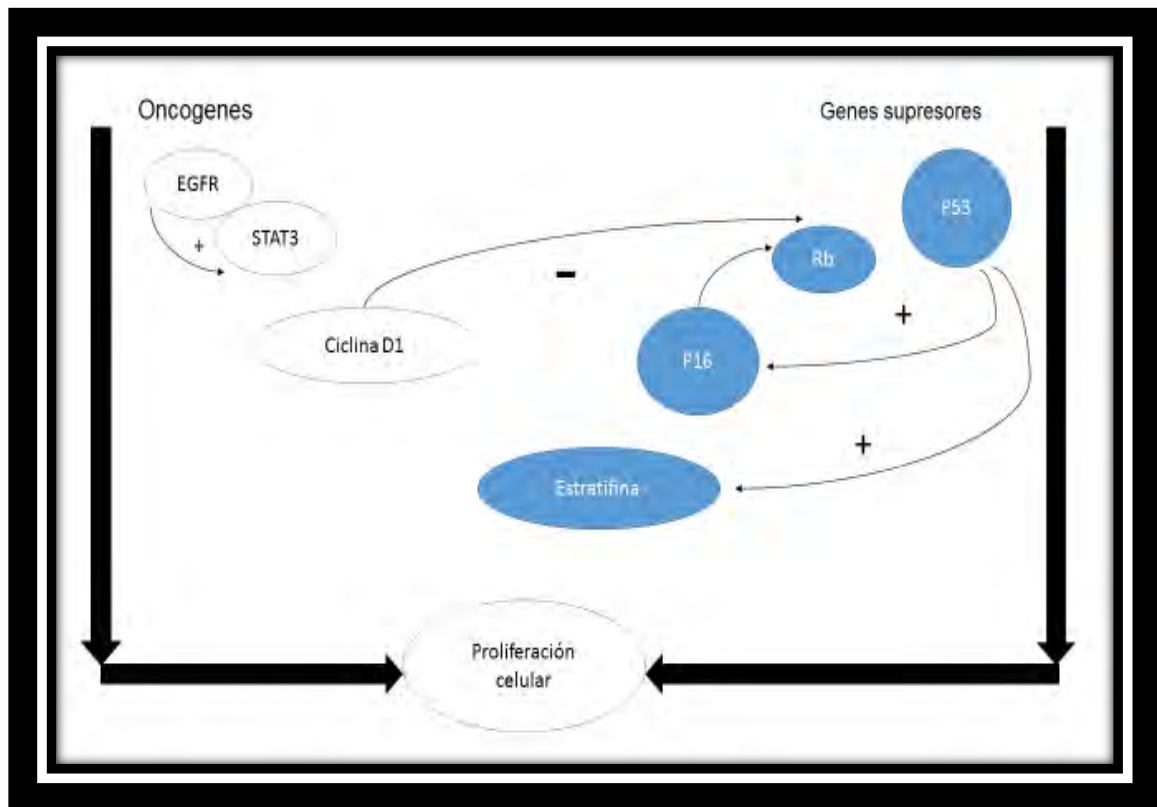 Oncogenes
Genes supresores
EGFR
P53
+
STAT3
Rb
-
+
Ciclina D1
P16
+
Estratifina
Proliferación
celular